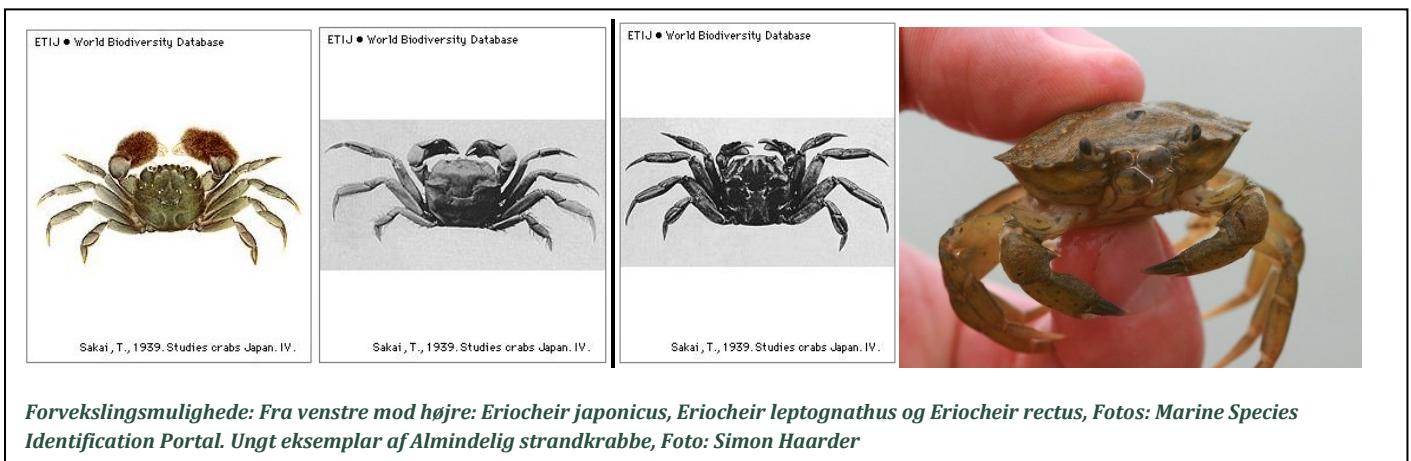 ETIJ ● World Biodiversity Database
Sakai, T., 1939. Studies crabs Japan. IV.
ETIJ ● World Biodiversity Database
Sakai, T., 1939. Studies crabs Japan. IV.
ETIJ ● World Biodiversity Database
Sakai, T., 1939. Studies crabs Japan. IV.
Forvekslingsmulighede: Fra venstre mod højre: Eriocheir japonicus, Eriocheir leptognathus og Eriocheir rectus, Fotos: Marine Species
Identification Portal. Ungt eksemplar af Almindelig strandkrabbe, Foto: Simon Haarder